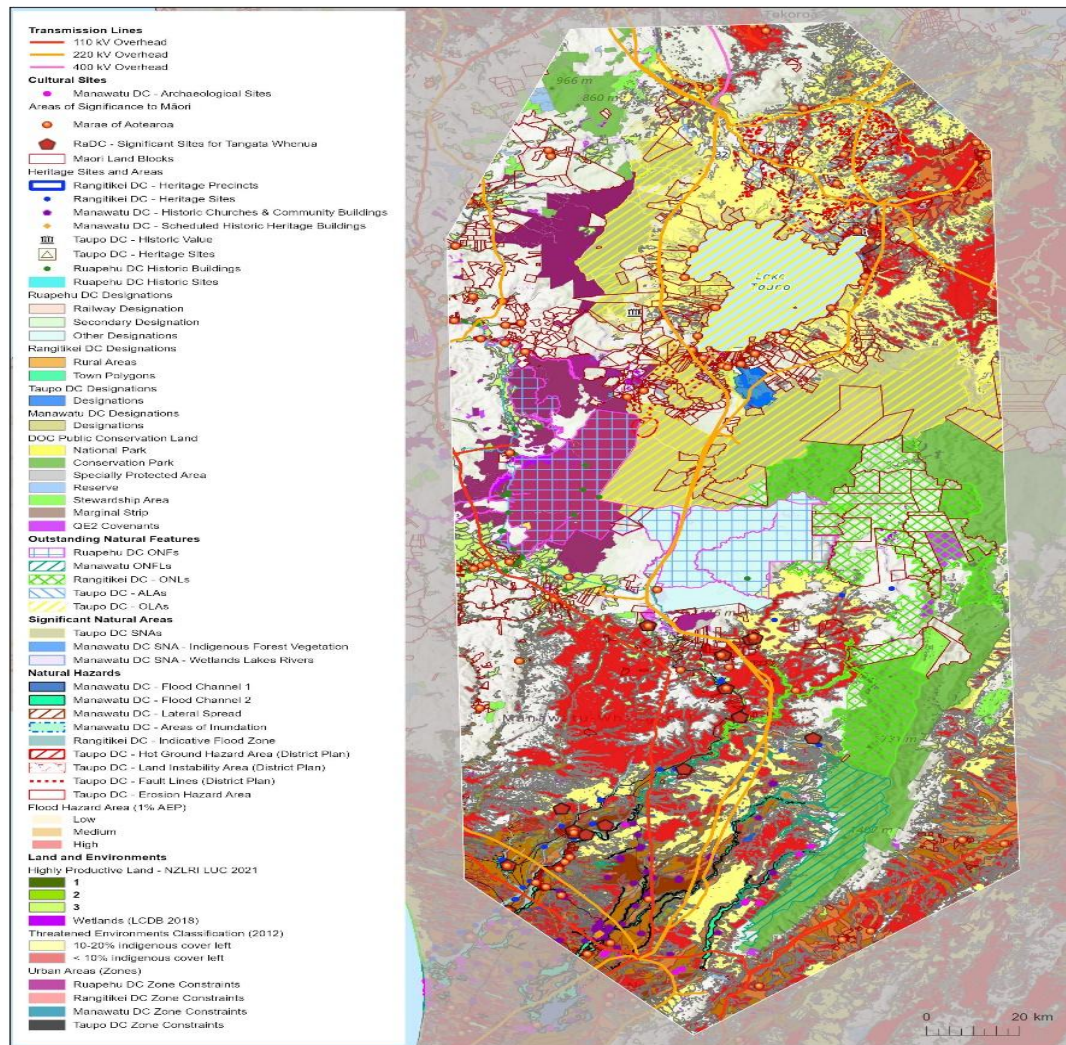 Transmission Lines
110 kV Overhead
220 kV Overhead
400 kV Overhead
Cultural Sites
Manawatu DC - Archaeological Sites
Areas of Significance to Māori
Marae of Aotearoa
RaDC - Significant Sites for Tangata Whenua
Maori Land Blocks
Heritage Sites and Areas
Rangitikei DC - Heritage Precincts
Rangitikei DC - Heritage Sites
Manawatu DC - Historic Churches & Community Buildings
Manawatu DC - Scheduled Historic Heritage Buildings
Taupo DC - Historic Value
Taupo DC - Heritage Sites
Ruapehu DC Historic Buildings
Ruapehu DC Historic Sites
Ruapehu DC Designations
Railway Designation
Secondary Designation
Other Designations
Rangitikei DC Designations
Rural Areas
Town Polygons
Taupo DC Designations
Designations
Manawatu DC Designations
Designations
DOC Public Conservation Land
National Park
Conservation Park
Specially Protected Area
Reserve
Stewardship Area
Marginal Strip
QE2 Covenants
Outstanding Natural Features
Ruapehu DC ONFs
Manawatu ONFLs
Rangitikei DC - ONLs
Taupo DC - ALAs
Taupo DC - OLAs
Significant Natural Areas
Taupo DC SNAs
Manawatu DC SNA - Indigenous Forest Vegetation
Manawatu DC SNA - Wetlands Lakes Rivers
Natural Hazards
Manawatu DC - Flood Channel 1
Manawatu DC - Flood Channel 2
Manawatu DC - Lateral Spread
Manawatu DC - Areas of Inundation
Rangitikei DC - Indicative Flood Zone
Taupo DC - Hot Ground Hazard Area (District Plan)
Taupo DC - Land Instability Area (District Plan)
Taupo DC - Fault Lines (District Plan)
Taupo DC - Erosion Hazard Area
Flood Hazard Area (1% AEP)
Low
Medium
High
Land and Environments
Highly Productive Land - NZLRI LUC 2021
1
2
3
Wetlands (LCDB 2018)
Threatened Environments Classification (2012)
10-20% indigenous cover left
< 10% indigenous cover left
Urban Areas (Zones)
Ruapehu DC Zone Constraints
Rangitikei DC Zone Constraints
Manawatu DC Zone Constraints
Taupo DC Zone Constraints
Tokoroa
966 m
860 m
32
Lake
Taupo
Manawatu
0 20 km